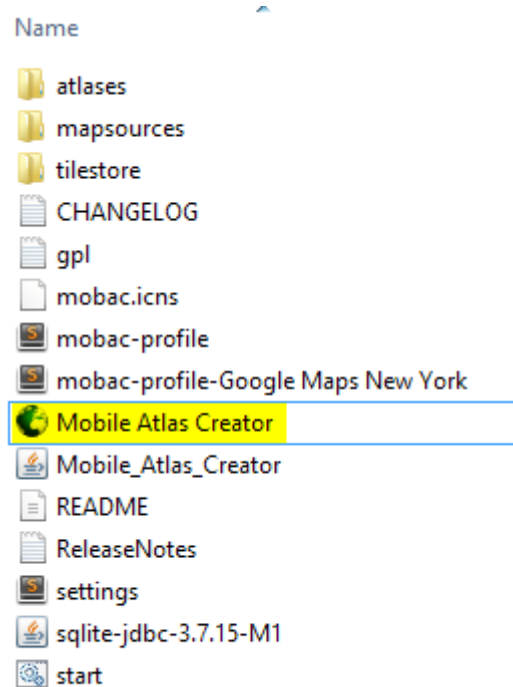 Name
atlases
mapsources
tilestore
CHANGELOG
gpl
mobac.icns
mobac-profile
mobac-profile-Google Maps New York
Mobile Atlas Creator
Mobile_Atlas_Creator
README
ReleaseNotes
settings
sqlite-jdbc-3.7.15-M1
start